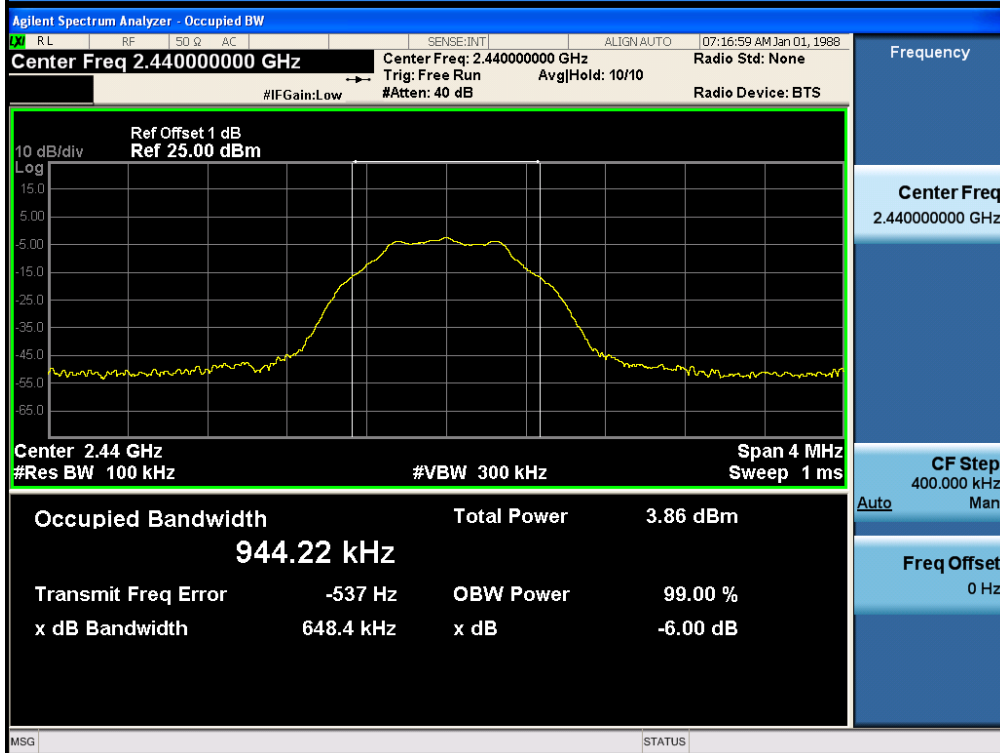 Agilent Spectrum Analyzer - Occupied BW
LXI RL RF 50 Ω AC SENSE:INT ALIGN AUTO 07:16:59 AM Jan 01, 1988
Center Freq 2.440000000 GHz
Center Freq: 2.440000000 GHz
Radio Std: None
Trig: Free Run Avg|Hold: 10/10
#IFGain:Low
#Atten: 40 dB
Radio Device: BTS
Frequency
Ref Offset 1 dB
10 dB/div Ref 25.00 dBm
Log
15.0
5.00
-5.00
-15.0
-25.0
-35.0
-45.0
-55.0
-65.0
Center 2.44 GHz Span 4 MHz
#Res BW 100 kHz #VBW 300 kHz Sweep 1 ms
Occupied Bandwidth Total Power 3.86 dBm
944.22 kHz
Transmit Freq Error -537 Hz OBW Power 99.00 %
x dB Bandwidth 648.4 kHz x dB -6.00 dB
Center Freq
2.440000000 GHz
CF Step
400.000 kHz
Auto Man
Freq Offset
0 Hz
MSG STATUS